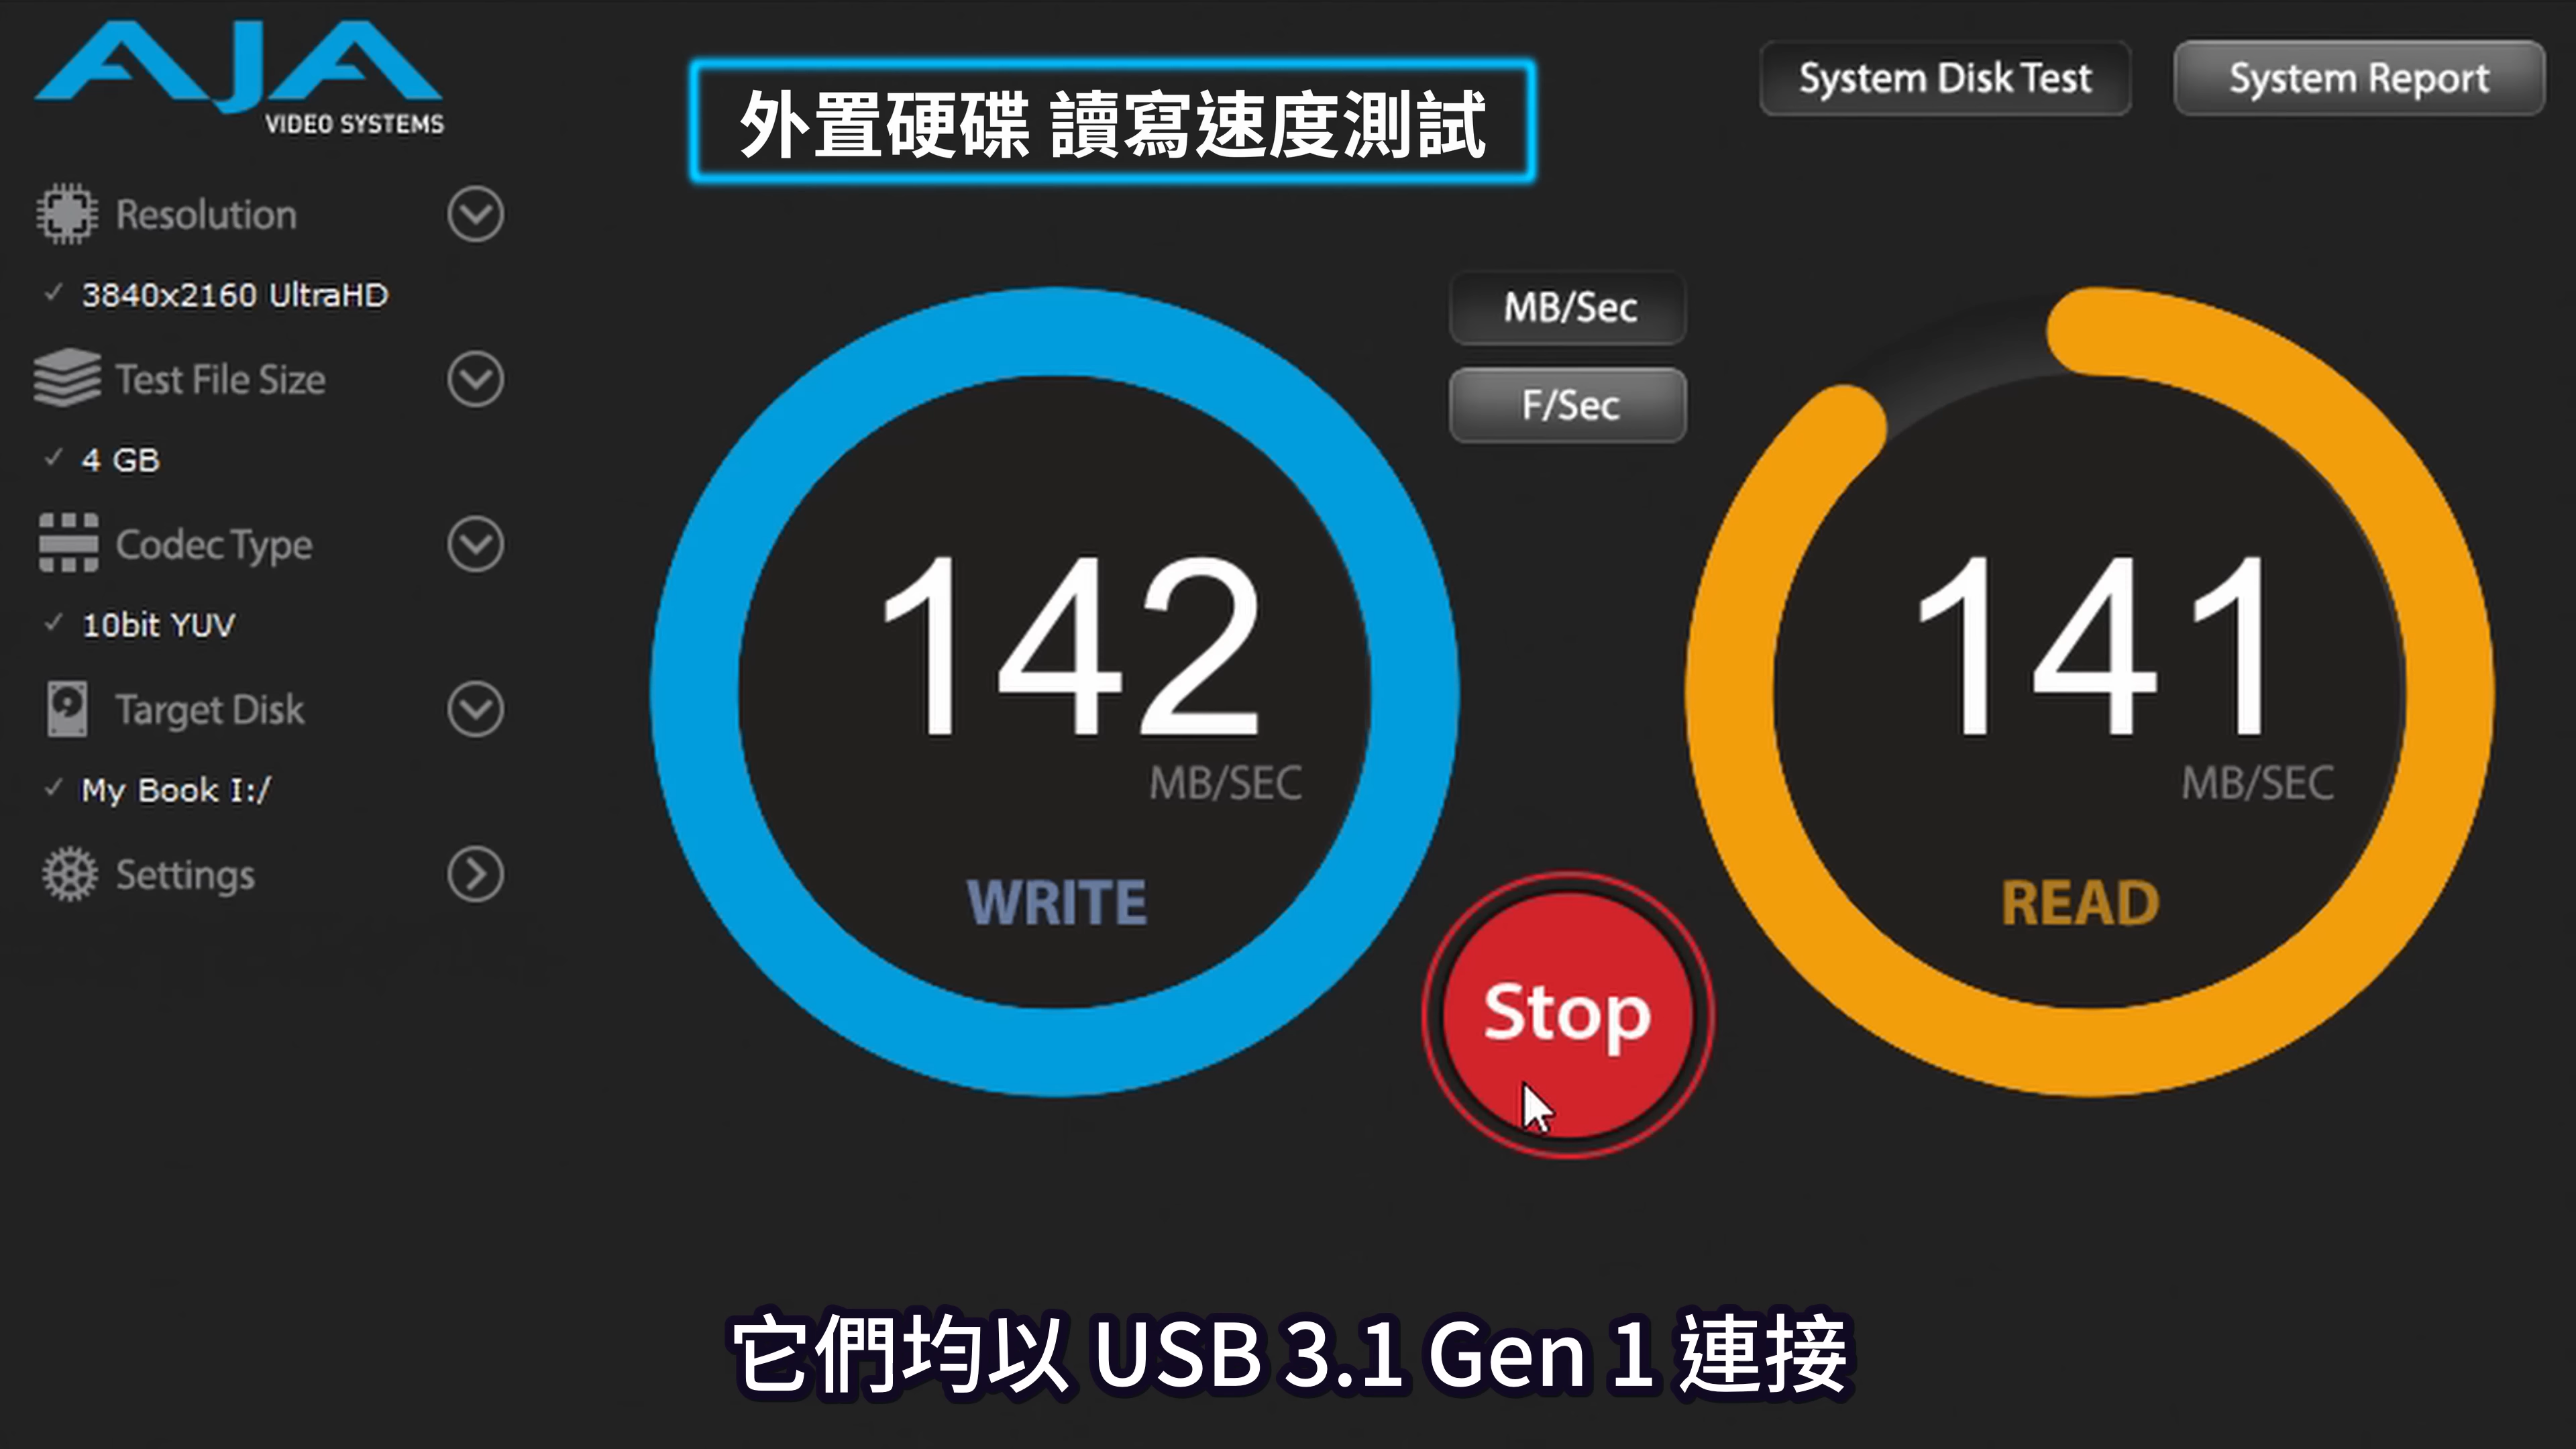 AJA
VIDEO SYSTEMS
外置硬碟 讀寫速度測試
System Disk Test
System Report
Resolution
3840x2160 UltraHD
Test File Size
4 GB
Codec Type
10bit YUV
Target Disk
My Book I:/
Settings
142
MB/SEC
WRITE
MB/Sec
F/Sec
Stop
141
MB/SEC
READ
它們均以 USB 3.1 Gen 1 連接